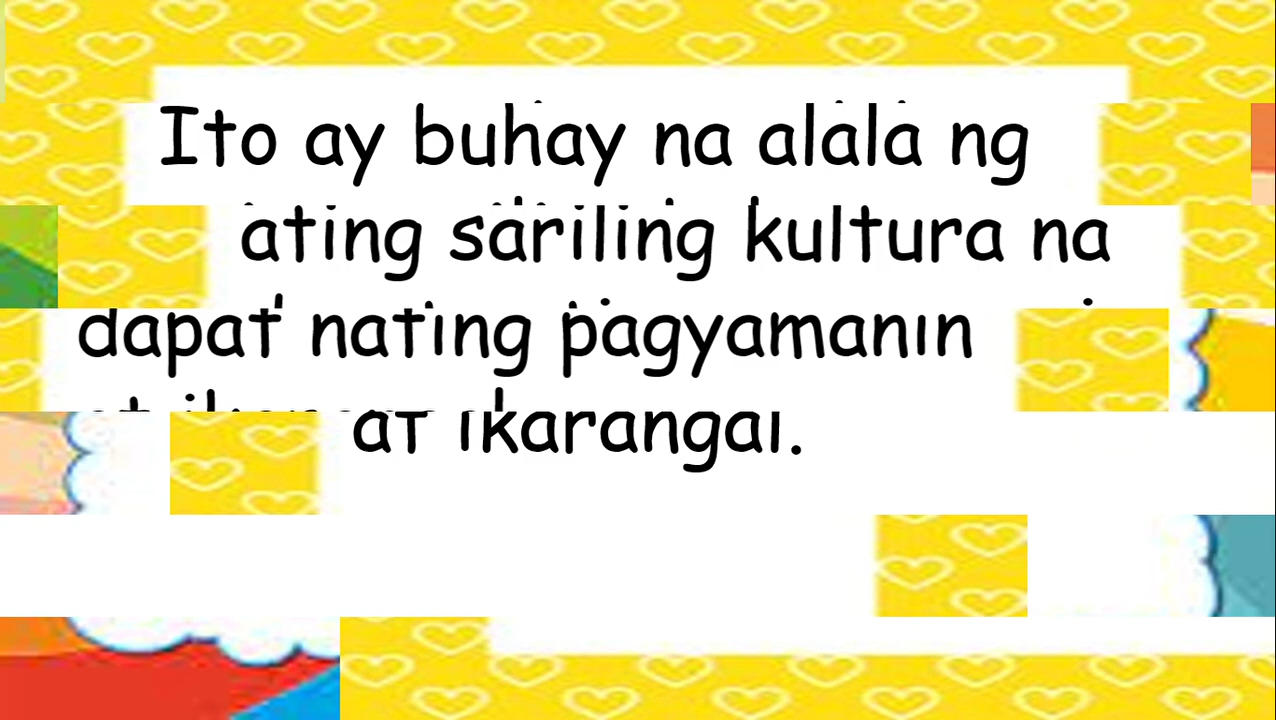 Ito ay buhay na alala ng
ating sariling kultura na
dapat nating pagyamanin
at ikarangal.